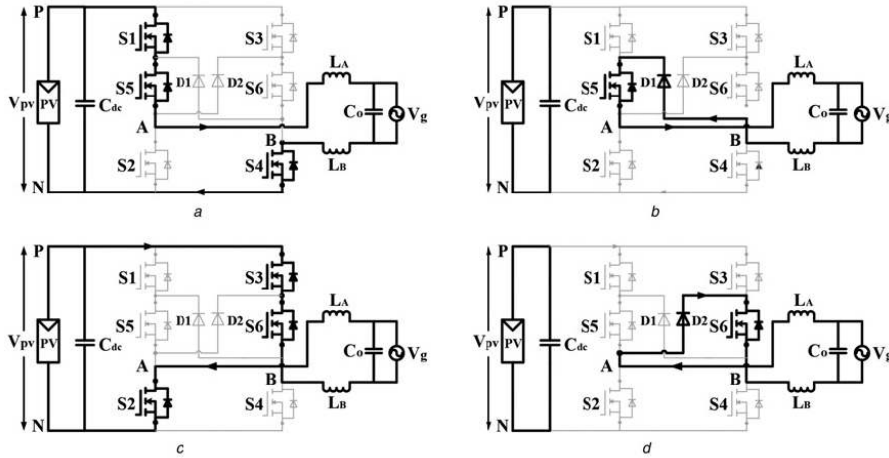 P
S1
S3
S5
D1
D2
S6
LA
Vpv
PV
Cdc
Co
Vg
A
B
S2
S4
LB
N
a
P
S1
S3
S5
D1
D2
S6
LA
Vpv
PV
Cdc
Co
Vg
A
B
S2
S4
LB
N
b
P
S1
S3
S5
D1
D2
S6
LA
Vpv
PV
Cdc
Co
Vg
A
B
S2
S4
LB
N
c
P
S1
S3
S5
D1
D2
S6
LA
Vpv
PV
Cdc
Co
Vg
A
B
S2
S4
LB
N
d